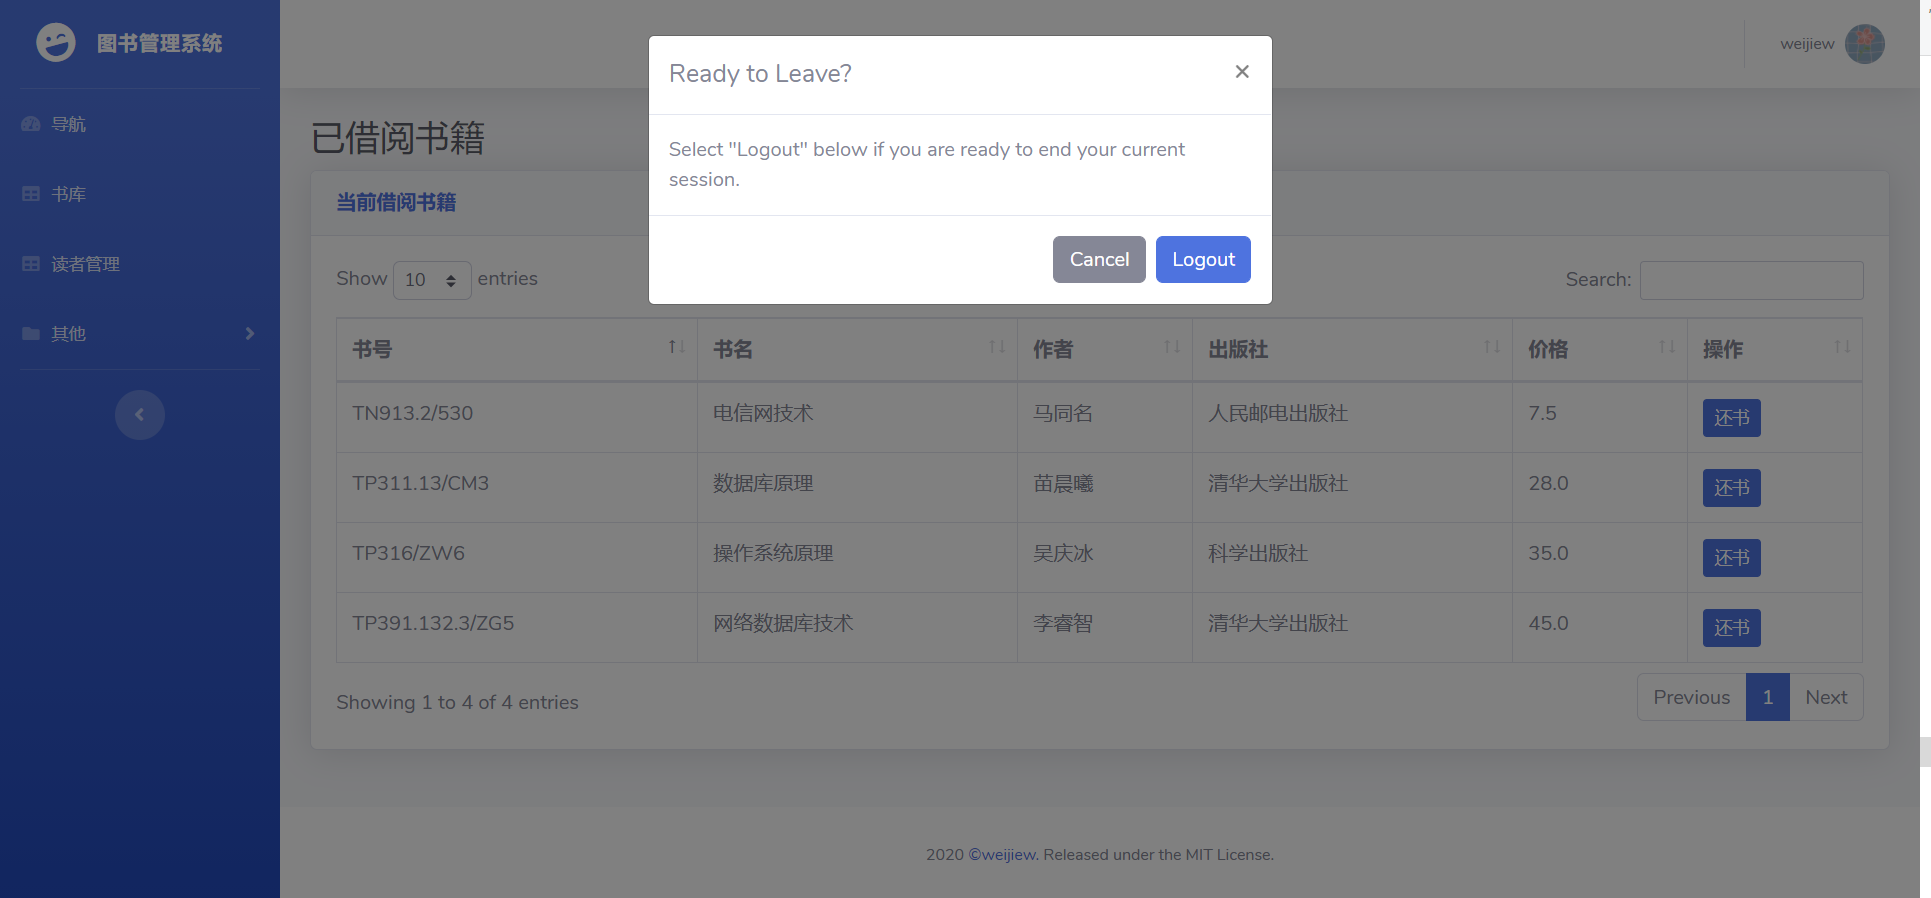 图书管理系统
weijiew
导航
书库
读者管理
其他
Ready to Leave?
×
Select "Logout" below if you are ready to end your current
session.
Cancel Logout
已借阅书籍
当前借阅书籍
Show 10 entries
Search:
书号 书名 作者 出版社 价格 操作
TN913.2/530 电信网技术 马同名 人民邮电出版社 7.5 还书
TP311.13/CM3 数据库原理 苗晨曦 清华大学出版社 28.0 还书
TP316/ZW6 操作系统原理 吴庆冰 科学出版社 35.0 还书
TP391.132.3/ZG5 网络数据库技术 李睿智 清华大学出版社 45.0 还书
Showing 1 to 4 of 4 entries
Previous 1 Next
2020 ©weijiew. Released under the MIT License.